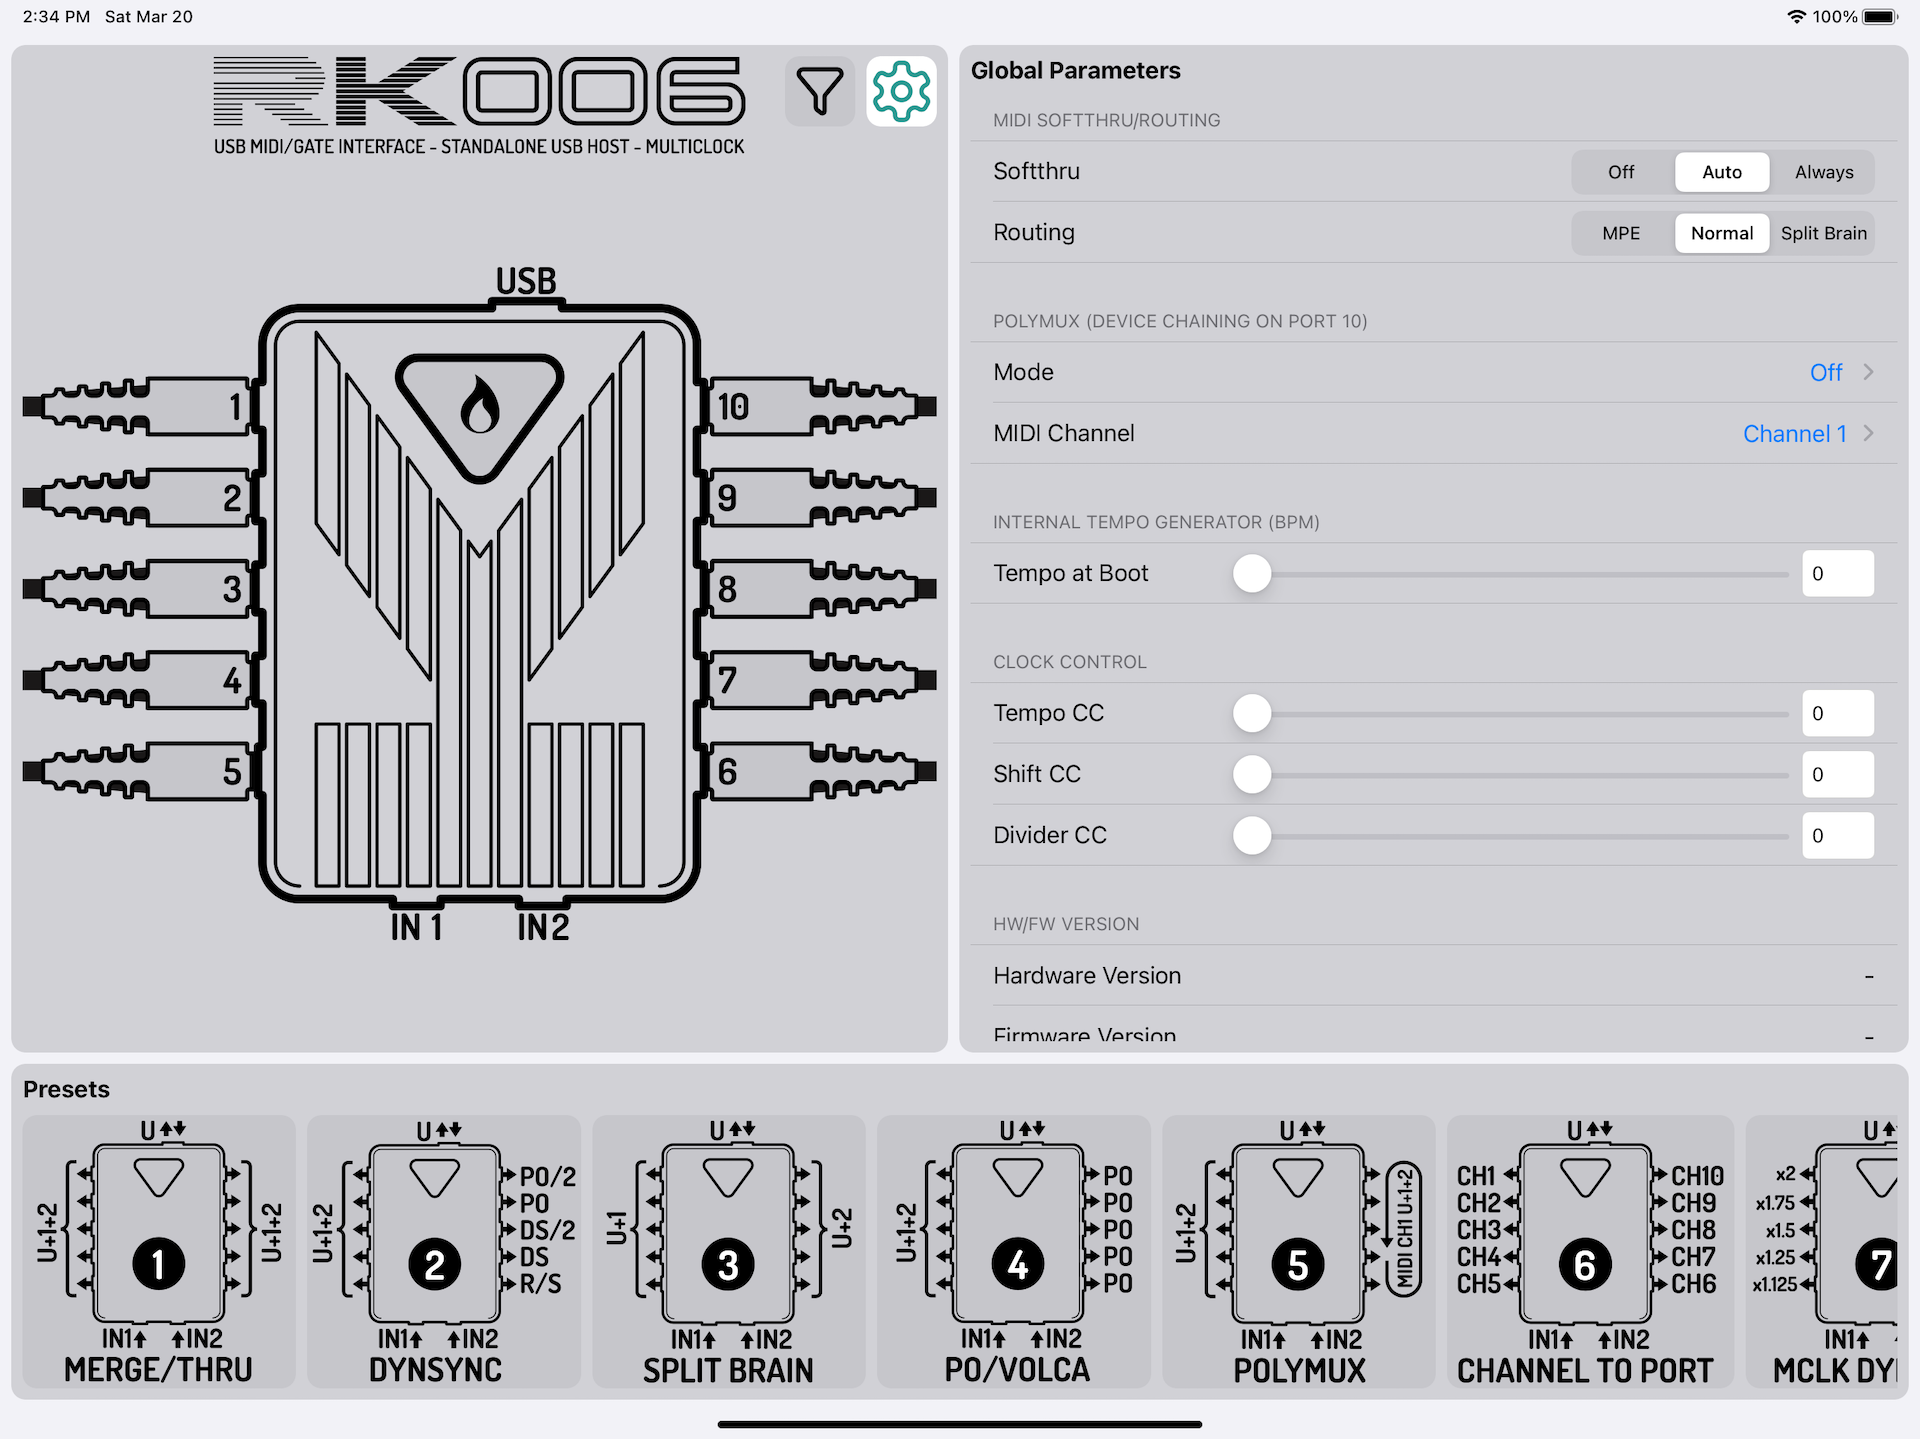 2:34 PM Sat Mar 20
100%
RK006
USB MIDI/GATE INTERFACE - STANDALONE USB HOST - MULTICLOCK
USB
1
2
3
4
5
10
9
8
7
6
IN 1
IN2
Global Parameters
MIDI SOFTTHRU/ROUTING
Softthru Off Auto Always
Routing MPE Normal Split Brain
POLYMUX (DEVICE CHAINING ON PORT 10)
Mode Off
MIDI Channel Channel 1
INTERNAL TEMPO GENERATOR (BPM)
Tempo at Boot 0
CLOCK CONTROL
Tempo CC 0
Shift CC 0
Divider CC 0
HW/FW VERSION
Hardware Version -
Firmware Version -
Presets
U
U+1+2
U+1+2
1
IN1 IN2
MERGE/THRU
U
U+1+2
PO/2
PO
DS/2
DS
R/S
2
IN1 IN2
DYNSYNC
U
U+1
U+2
3
IN1 IN2
SPLIT BRAIN
U
U+1+2
PO
PO
PO
PO
PO
4
IN1 IN2
PO/VOLCA
U
U+1+2
MIDI CH1 U+1+2
5
IN1 IN2
POLYMUX
U
CH1 CH10
CH2 CH9
CH3 CH8
CH4 CH7
CH5 CH6
6
IN1 IN2
CHANNEL TO PORT
U
x2
x1.75
x1.5
x1.25
x1.125
7
IN1
MCLK DY